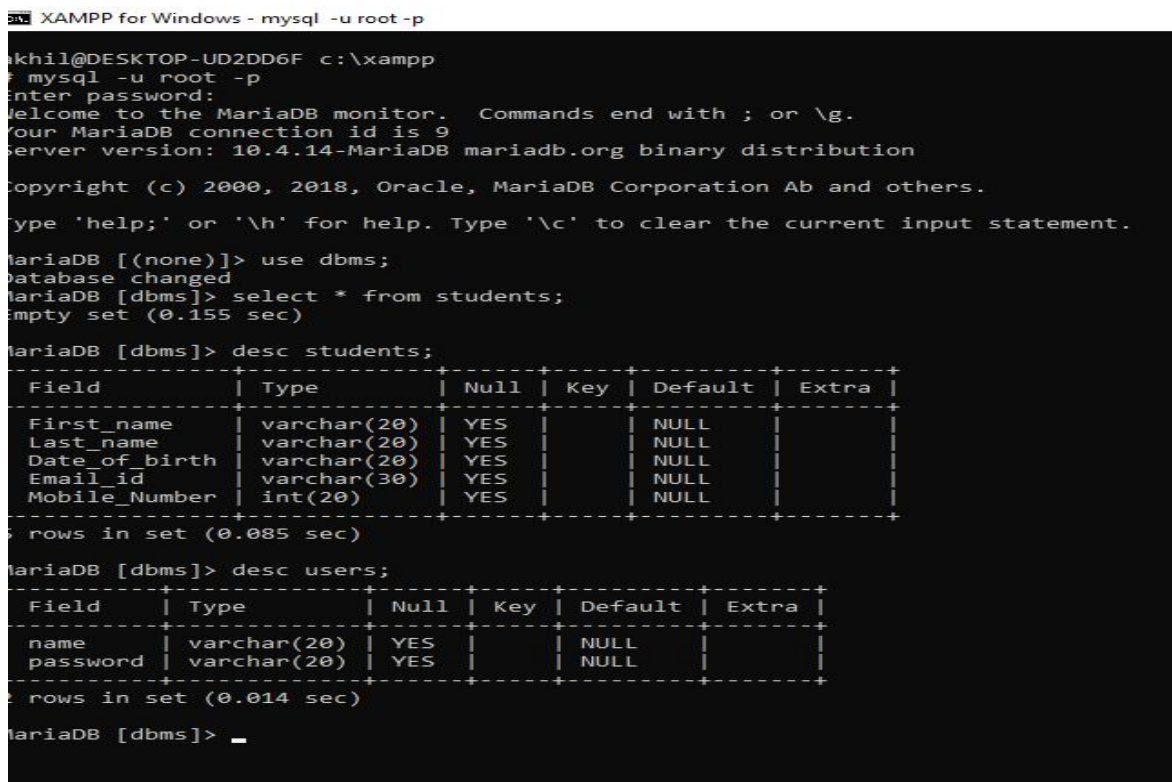 XAMPP for Windows - mysql -u root -p
akhil@DESKTOP-UD2DD6F c:\xampp
# mysql -u root -p
Enter password:
Welcome to the MariaDB monitor.  Commands end with ; or \g.
Your MariaDB connection id is 9
Server version: 10.4.14-MariaDB mariadb.org binary distribution
Copyright (c) 2000, 2018, Oracle, MariaDB Corporation Ab and others.
Type 'help;' or '\h' for help. Type '\c' to clear the current input statement.
MariaDB [(none)]> use dbms;
Database changed
MariaDB [dbms]> select * from students;
Empty set (0.155 sec)
MariaDB [dbms]> desc students;
Field | Type | Null | Key | Default | Extra |
First_name | varchar(20) | YES | | NULL | |
Last_name | varchar(20) | YES | | NULL | |
Date_of_birth | varchar(20) | YES | | NULL | |
Email_id | varchar(30) | YES | | NULL | |
Mobile_Number | int(20) | YES | | NULL | |
5 rows in set (0.085 sec)
MariaDB [dbms]> desc users;
Field | Type | Null | Key | Default | Extra |
name | varchar(20) | YES | | NULL | |
password | varchar(20) | YES | | NULL | |
2 rows in set (0.014 sec)
MariaDB [dbms]> _